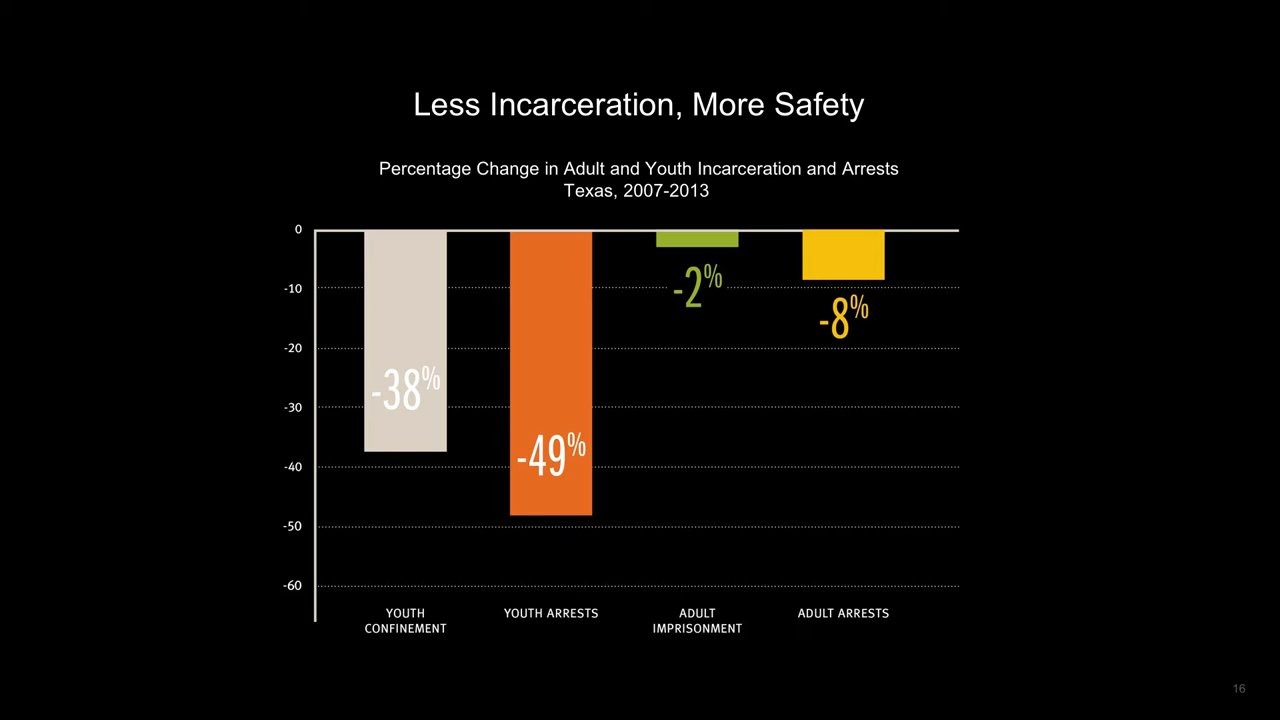 Less Incarceration, More Safety
Percentage Change in Adult and Youth Incarceration and Arrests
Texas, 2007-2013
0
-10
-20
-30
-40
-50
-60
-38%
-49%
-2%
-8%
YOUTH
CONFINEMENT
YOUTH ARRESTS
ADULT
IMPRISONMENT
ADULT ARRESTS
16